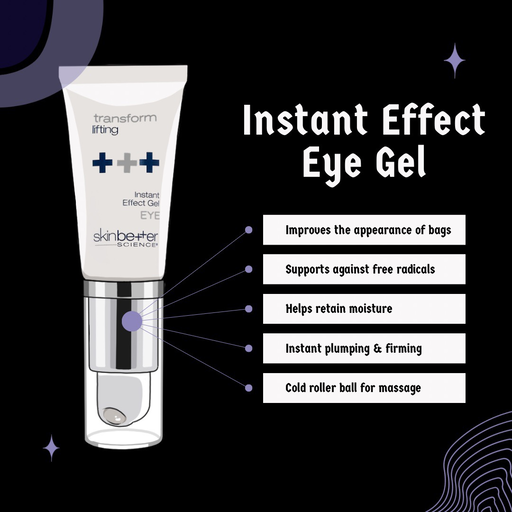 transform
lifting
Instant
Effect Gel
EYE
skinbetter
SCIENCE
Instant Effect
Eye Gel
Improves the appearance of bags
Supports against free radicals
Helps retain moisture
Instant plumping & firming
Cold roller ball for massage